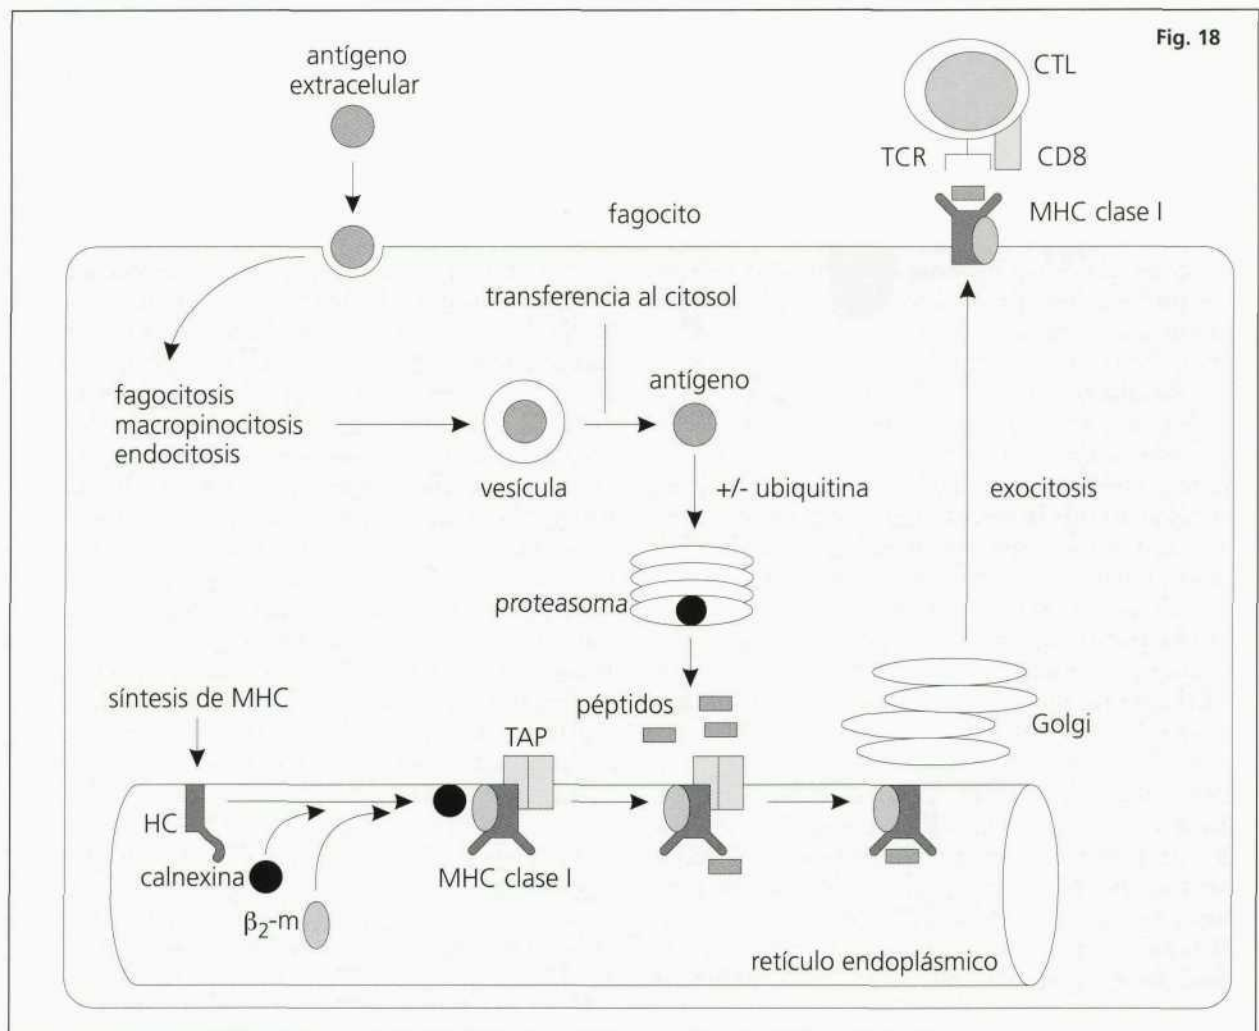 Fig. 18
antígeno
extracelular
CTL
TCR
CD8
fagocito
MHC clase I
transferencia al citosol
antígeno
fagocitosis
macropinocitosis
endocitosis
vesícula
+/- ubiquitina
exocitosis
proteasoma
síntesis de MHC
péptidos
TAP
Golgi
HC
calnexina
MHC clase I
β₂-m
retículo endoplásmico